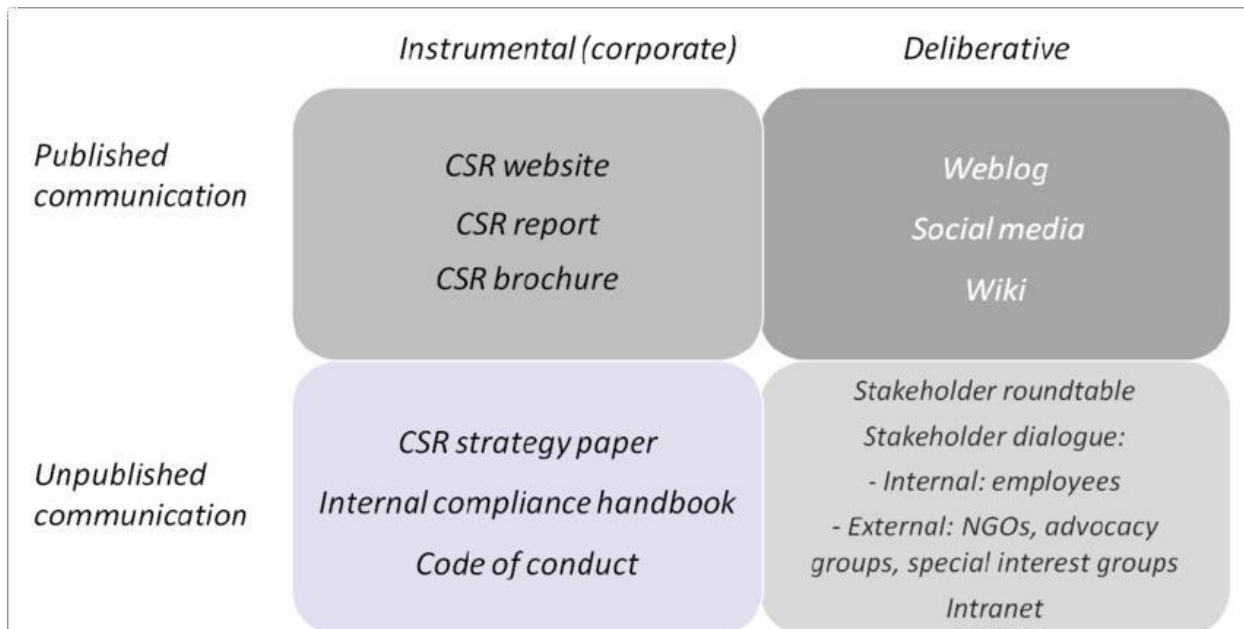 Instrumental (corporate)
Deliberative
Published
communication
CSR website
CSR report
CSR brochure
Weblog
Social media
Wiki
Unpublished
communication
CSR strategy paper
Internal compliance handbook
Code of conduct
Stakeholder roundtable
Stakeholder dialogue:
- Internal: employees
- External: NGOs, advocacy
groups, special interest groups
Intranet